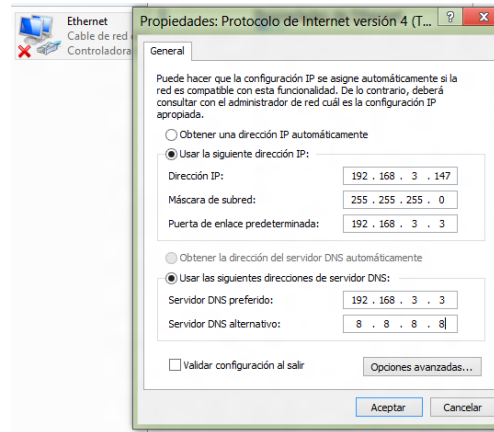 Ethernet
Cable de red
Controladora
Propiedades: Protocolo de Internet versión 4 (T...
General
Puede hacer que la configuración IP se asigne automáticamente si la
red es compatible con esta funcionalidad. De lo contrario, deberá
consultar con el administrador de red cuál es la configuración IP
apropiada.
Obtener una dirección IP automáticamente
Usar la siguiente dirección IP:
Dirección IP: 192 . 168 . 3 . 147
Máscara de subred: 255 . 255 . 255 . 0
Puerta de enlace predeterminada: 192 . 168 . 3 . 3
Obtener la dirección del servidor DNS automáticamente
Usar las siguientes direcciones de servidor DNS:
Servidor DNS preferido: 192 . 168 . 3 . 3
Servidor DNS alternativo: 8 . 8 . 8 . 8
Validar configuración al salir
Opciones avanzadas...
Aceptar Cancelar